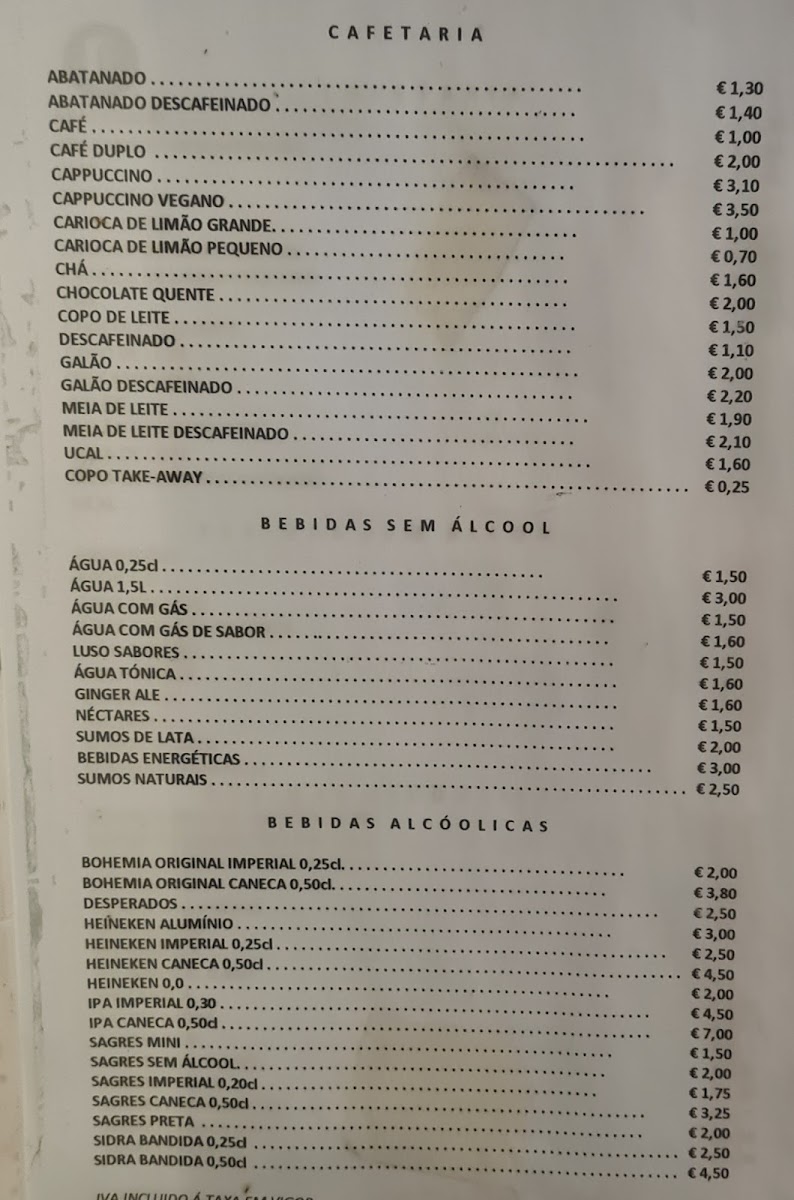 CAFETARIA
ABATANADO € 1,30
ABATANADO DESCAFEINADO € 1,40
CAFÉ € 1,00
CAFÉ DUPLO € 2,00
CAPPUCCINO € 3,10
CAPPUCCINO VEGANO € 3,50
CARIOCA DE LIMÃO GRANDE € 1,00
CARIOCA DE LIMÃO PEQUENO € 0,70
CHÁ € 1,60
CHOCOLATE QUENTE € 2,00
COPO DE LEITE € 1,50
DESCAFEINADO € 1,10
GALÃO € 2,00
GALÃO DESCAFEINADO € 2,20
MEIA DE LEITE € 1,90
MEIA DE LEITE DESCAFEINADO € 2,10
UCAL € 1,60
COPO TAKE-AWAY € 0,25
BEBIDAS SEM ÁLCOOL
ÁGUA 0,25cl € 1,50
ÁGUA 1,5L € 3,00
ÁGUA COM GÁS € 1,50
ÁGUA COM GÁS DE SABOR € 1,60
LUSO SABORES € 1,50
ÁGUA TÓNICA € 1,60
GINGER ALE € 1,60
NÉCTARES € 1,50
SUMOS DE LATA € 2,00
BEBIDAS ENERGÉTICAS € 3,00
SUMOS NATURAIS € 2,50
BEBIDAS ALCÓOLICAS
BOHEMIA ORIGINAL IMPERIAL 0,25cl. € 2,00
BOHEMIA ORIGINAL CANECA 0,50cl. € 3,80
DESPERADOS € 2,50
HEINEKEN ALUMÍNIO € 3,00
HEINEKEN IMPERIAL 0,25cl € 2,50
HEINEKEN CANECA 0,50cl € 4,50
HEINEKEN 0,0 € 2,00
IPA IMPERIAL 0,30 € 4,50
IPA CANECA 0,50cl € 7,00
SAGRES MINI € 1,50
SAGRES SEM ÁLCOOL € 2,00
SAGRES IMPERIAL 0,20cl € 1,75
SAGRES CANECA 0,50cl € 3,25
SAGRES PRETA € 2,00
SIDRA BANDIDA 0,25cl € 2,50
SIDRA BANDIDA 0,50cl € 4,50
IVA INCLUIDO Á TAXA EM VIGOR